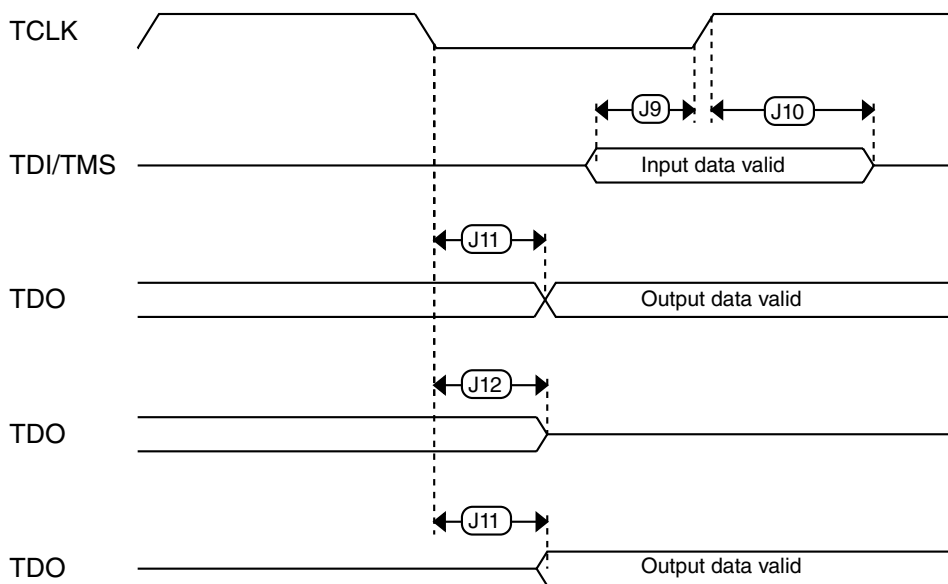 TCLK
J9
J10
TDI/TMS
Input data valid
J11
TDO
Output data valid
J12
TDO
J11
TDO
Output data valid